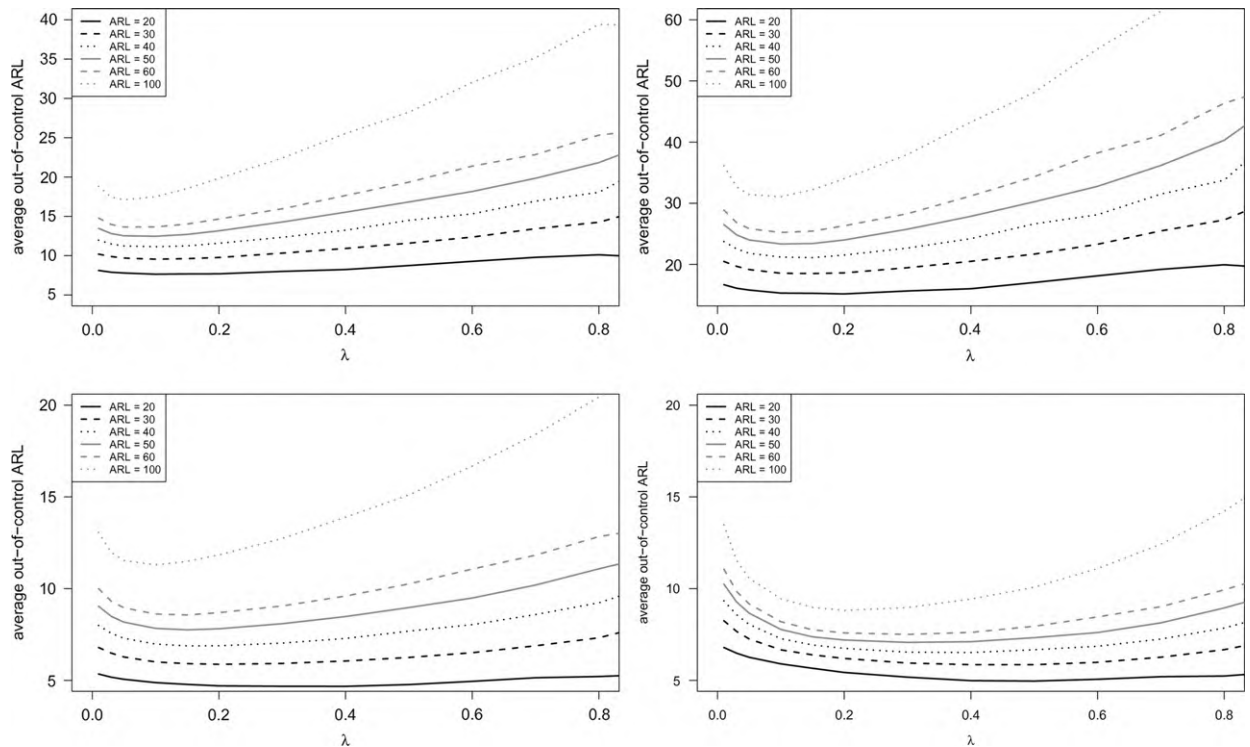 average out-of-control ARL
40
35
30
25
20
15
10
5
ARL = 20
ARL = 30
ARL = 40
ARL = 50
ARL = 60
ARL = 100
0.0 0.2 0.4 0.6 0.8
λ
average out-of-control ARL
60
50
40
30
20
ARL = 20
ARL = 30
ARL = 40
ARL = 50
ARL = 60
ARL = 100
0.0 0.2 0.4 0.6 0.8
λ
average out-of-control ARL
20
15
10
5
ARL = 20
ARL = 30
ARL = 40
ARL = 50
ARL = 60
ARL = 100
0.0 0.2 0.4 0.6 0.8
λ
average out-of-control ARL
20
15
10
5
ARL = 20
ARL = 30
ARL = 40
ARL = 50
ARL = 60
ARL = 100
0.0 0.2 0.4 0.6 0.8
λ